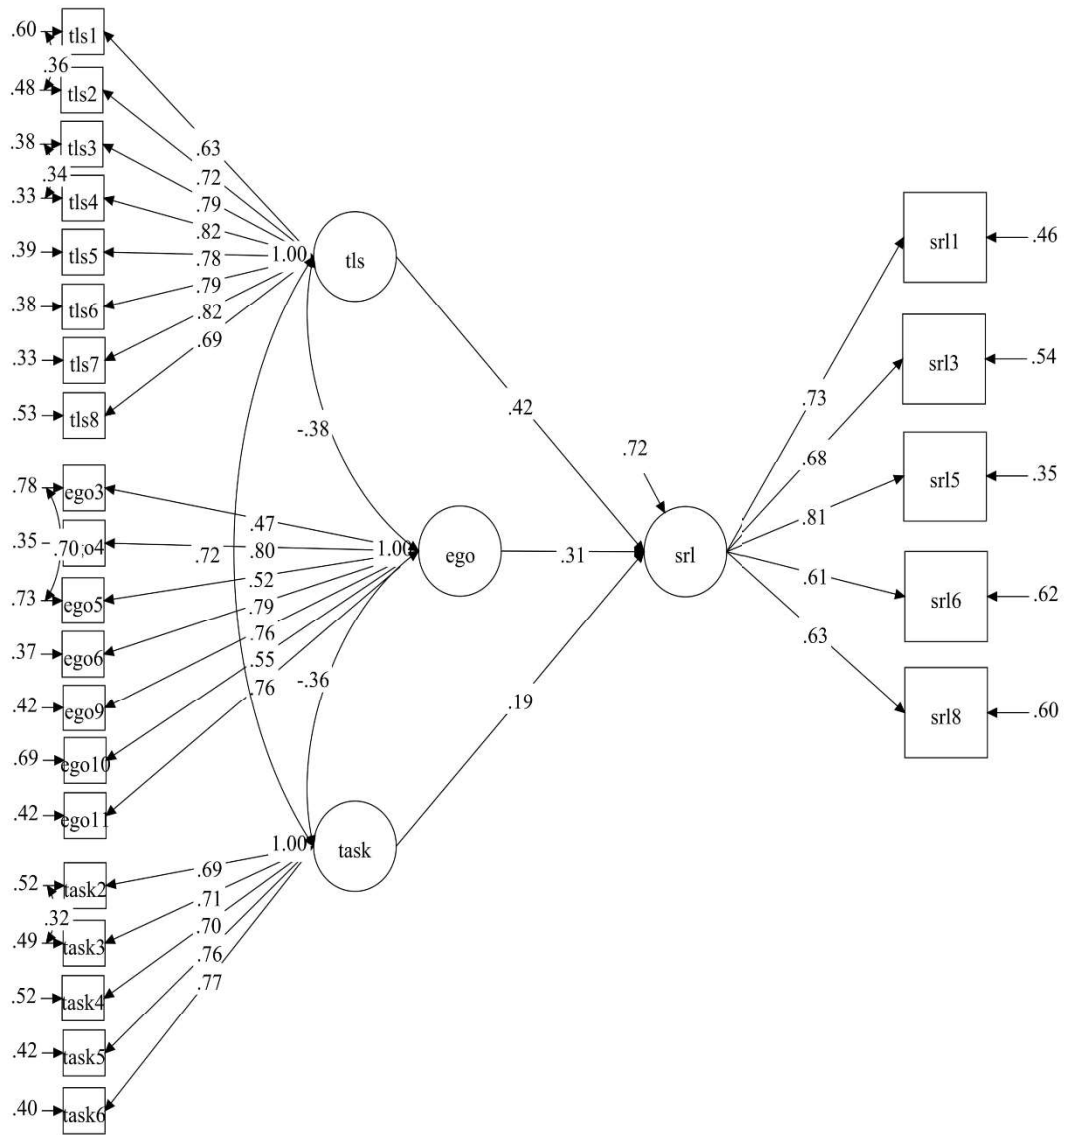 .60 tls1
.36
.48 tls2
.38 tls3
.34
.33 tls4
.39 tls5
.38 tls6
.33 tls7
.53 tls8
.63
.72
.79
.82
.78
.79
.82
.69
1.00
tls
.78 ego3
.35 .70 o4
.73 ego5
.37 ego6
.42 ego9
.69 ego10
.42 ego11
.47
.80
.52
.79
.76
.55
.76
1.00
ego
.52 task2
.32
.49 task3
.52 task4
.42 task5
.40 task6
.69
.71
.70
.76
.77
1.00
task
-.38
.72
-.36
.42
.31
.19
.72
srl
.73
.68
.81
.61
.63
srl1 .46
srl3 .54
srl5 .35
srl6 .62
srl8 .60